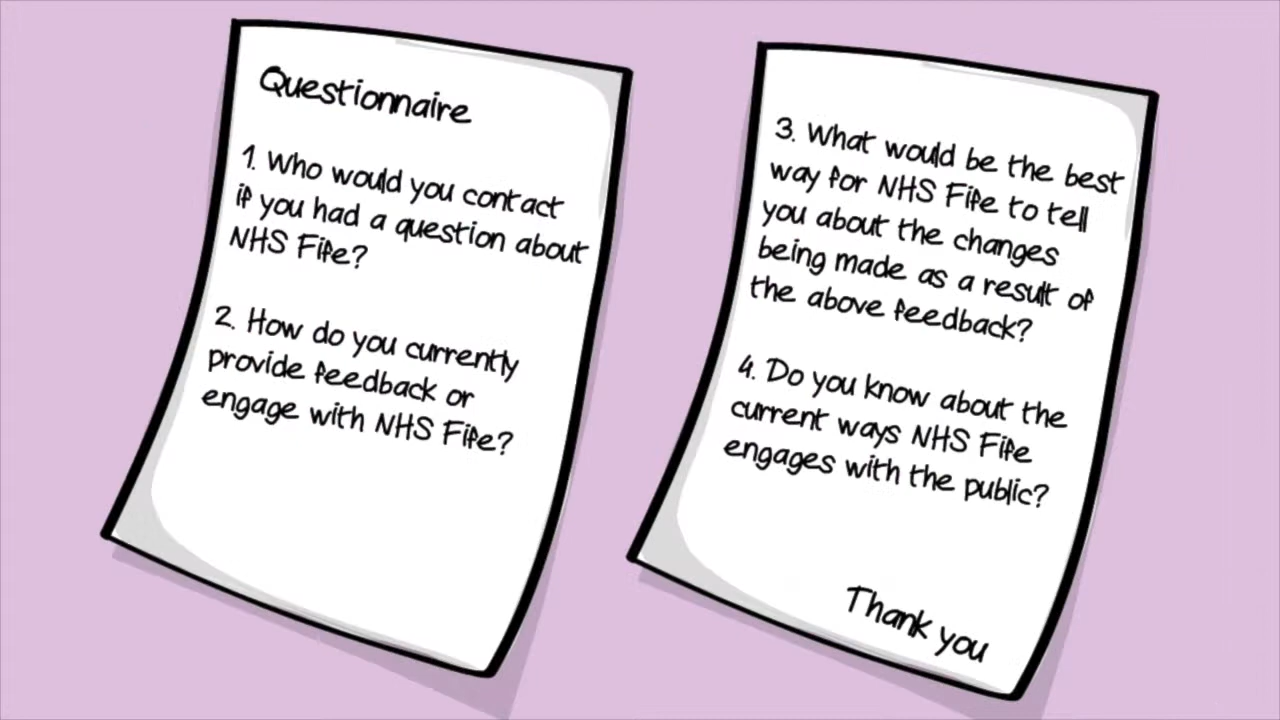 Questionnaire
1. Who would you contact
if you had a question about
NHS Fife?
2. How do you currently
provide feedback or
engage with NHS Fife?
3. What would be the best
way for NHS Fife to tell
you about the changes
being made as a result of
the above feedback?
4. Do you know about the
current ways NHS Fife
engages with the public?
Thank you